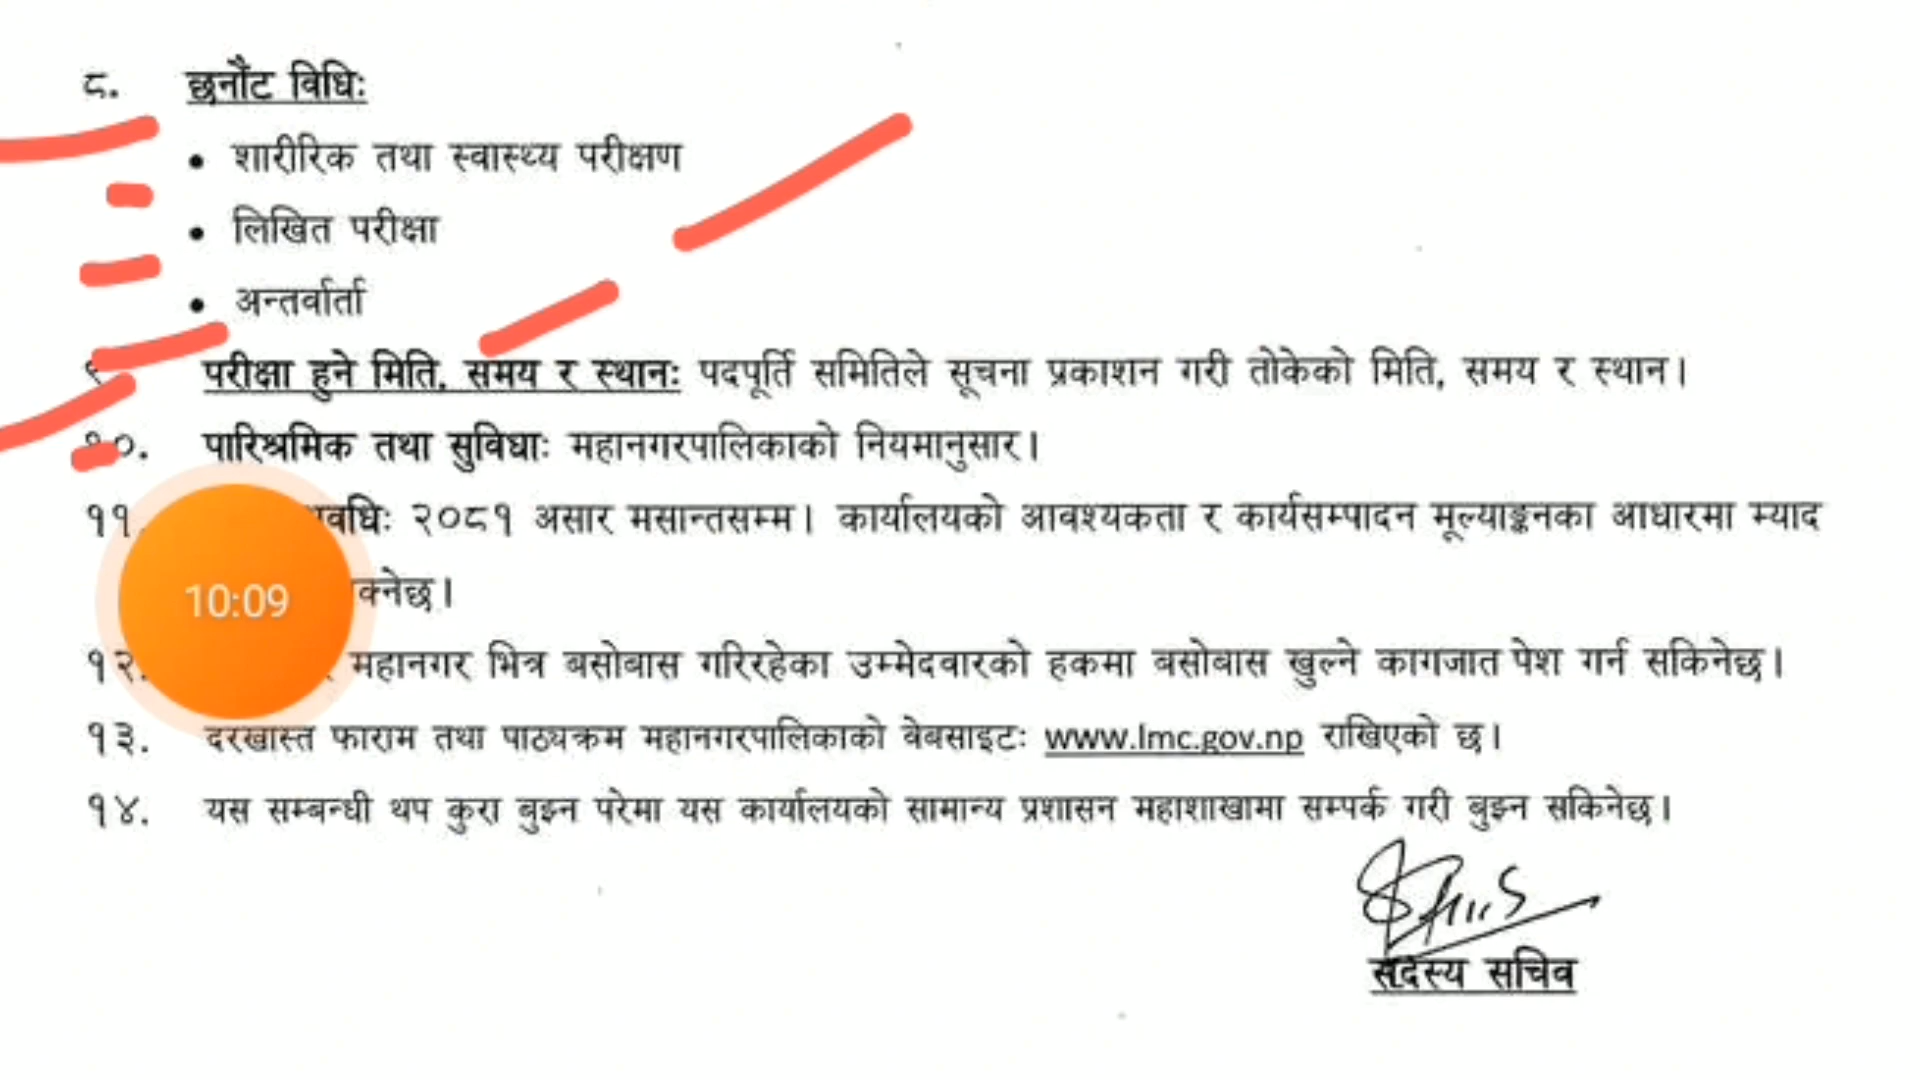 ८. छनौट विधिः
• शारीरिक तथा स्वास्थ्य परीक्षण
• लिखित परीक्षा
• अन्तर्वार्ता
परीक्षा हुने मिति, समय र स्थानः पदपूर्ति समितिले सूचना प्रकाशन गरी तोकेको मिति, समय र स्थान।
१०. पारिश्रमिक तथा सुविधाः महानगरपालिकाको नियमानुसार।
११. २०८१ असार मसान्तसम्म। कार्यालयको आवश्यकता र कार्यसम्पादन मूल्याङ्कनका आधारमा म्याद
10:09
१२. महानगर भित्र बसोबास गरिरहेका उम्मेदवारको हकमा बसोबास खुल्ने कागजात पेश गर्न सकिनेछ।
१३. दरखास्त फाराम तथा पाठ्यक्रम महानगरपालिकाको वेबसाइटः www.lmc.gov.np राखिएको छ।
१४. यस सम्बन्धी थप कुरा बुझ्न परेमा यस कार्यालयको सामान्य प्रशासन महाशाखामा सम्पर्क गरी बुझ्न सकिनेछ।
सदस्य सचिव